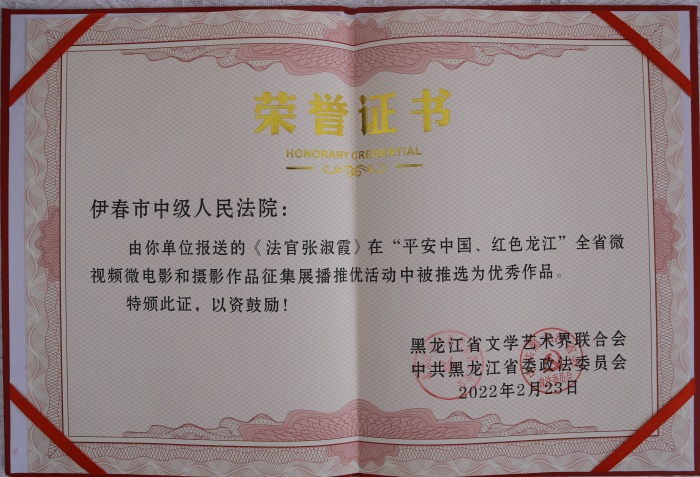 荣誉证书
HONORARY CREDENTIAL
伊春市中级人民法院：
由你单位报送的《法官张淑霞》在“平安中国、红色龙江”全省微
视频微电影和摄影作品征集展播推优活动中被推选为优秀作品。
特颁此证，以资鼓励！
黑龙江省文学艺术界联合会
中共黑龙江省委政法委员会
2022年2月23日